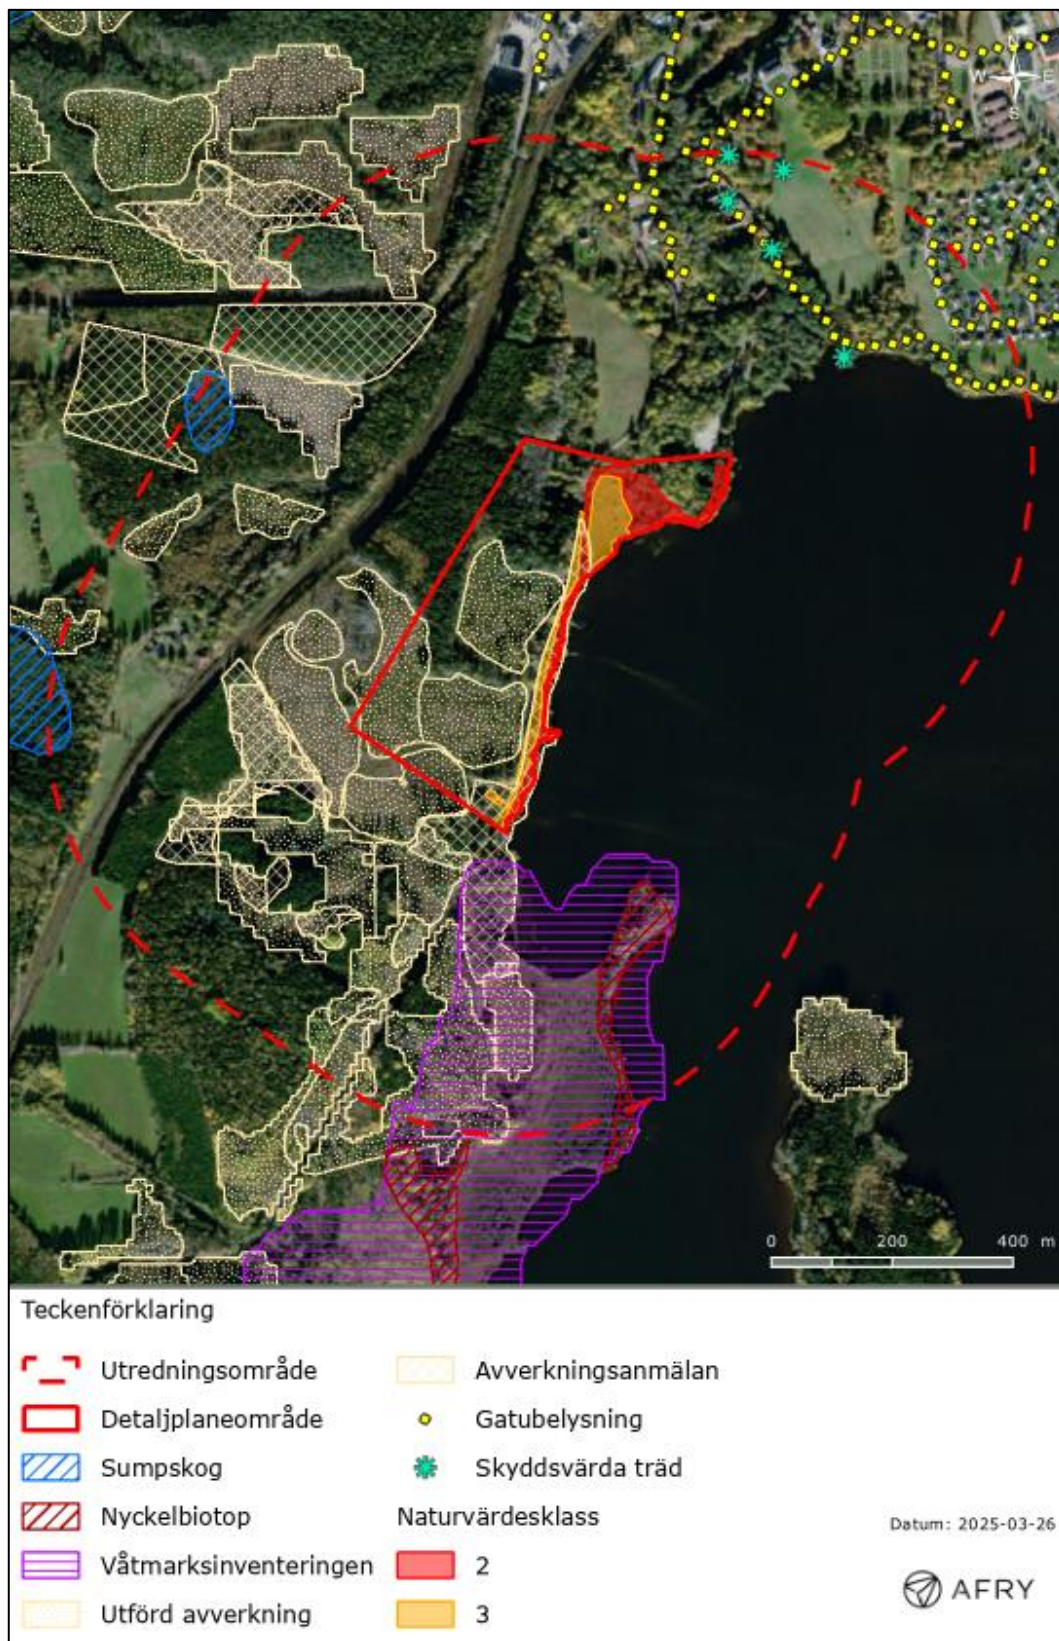 N
W E
S
0 200 400 m
Teckenförklaring
Utredningsområde
Detaljplaneområde
Sumpskog
Nyckelbiotop
Våtmarksinventeringen
Utförd avverkning
Avverkningsanmälan
Gatubelysning
Skyddsvärda träd
Naturvärdesklass
2
3
Datum: 2025-03-26
AFRY